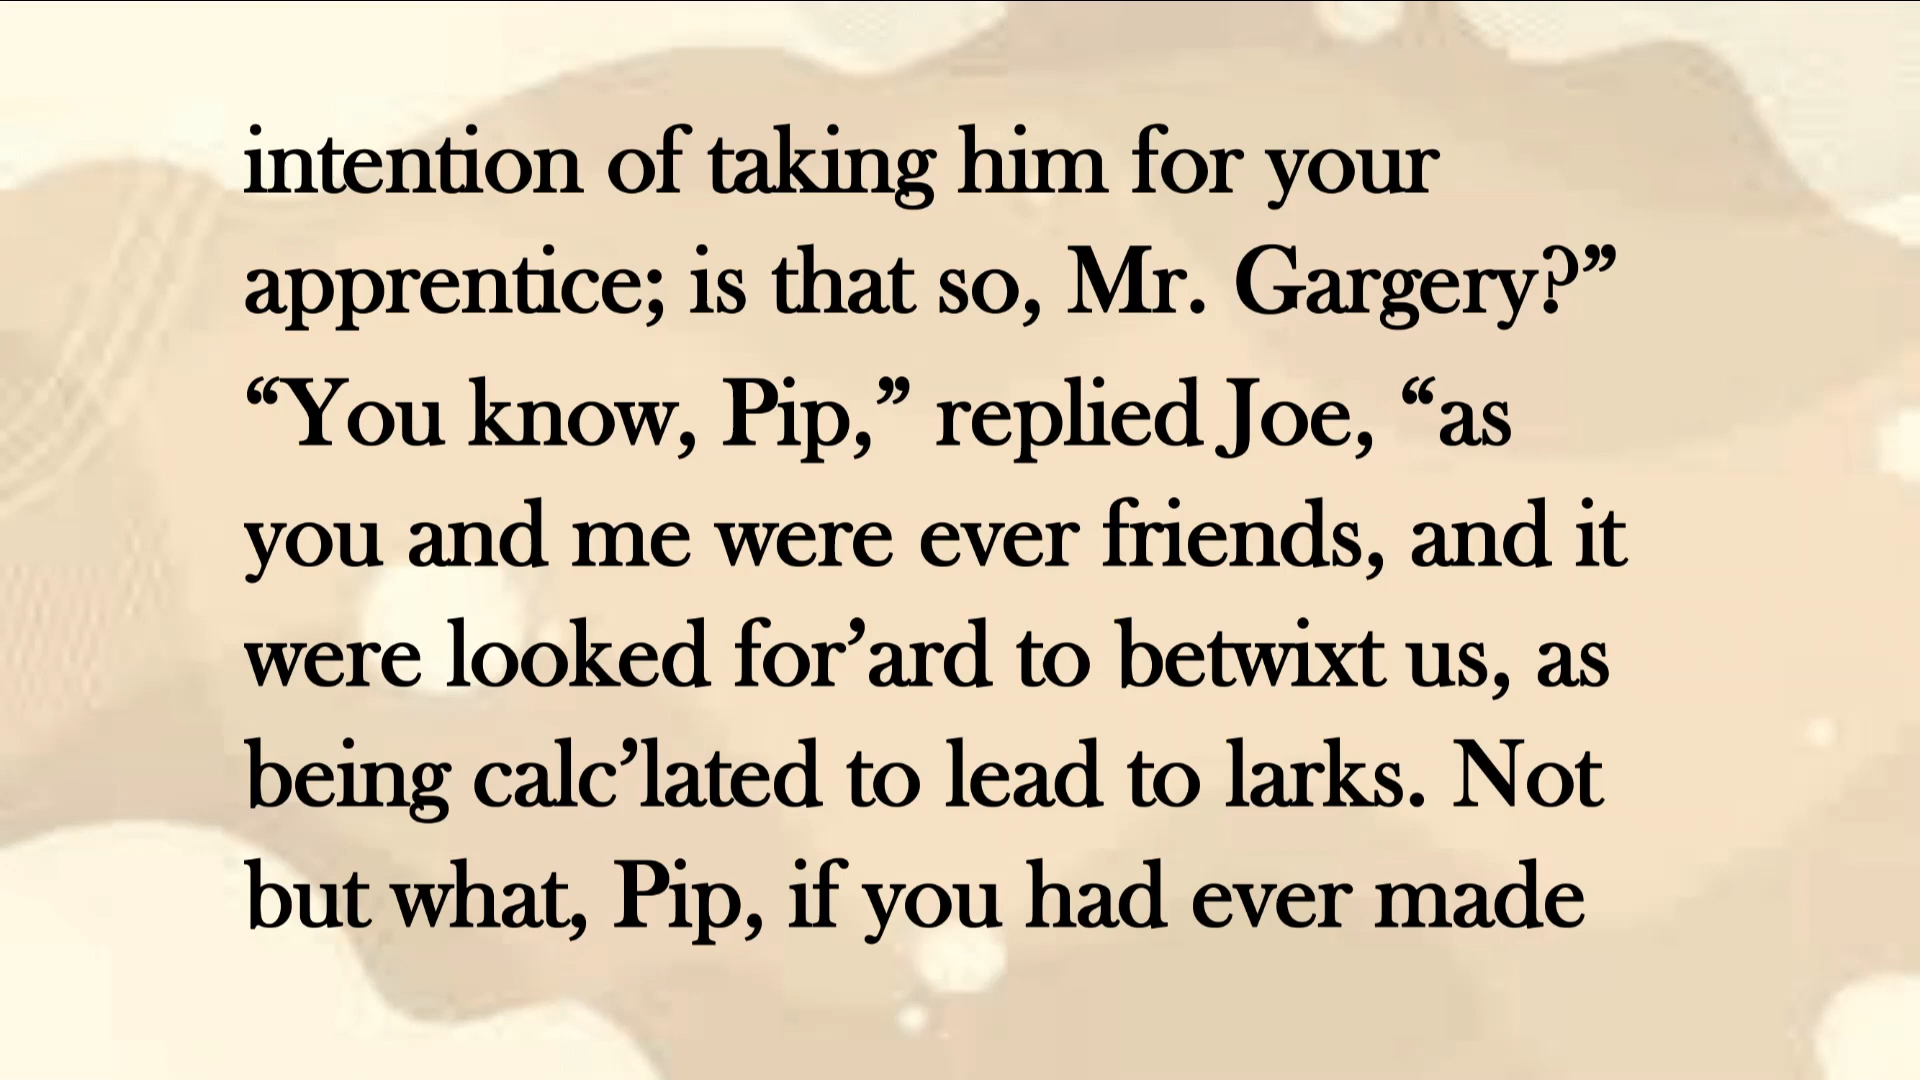 intention of taking him for your
apprentice; is that so, Mr. Gargery?”
“You know, Pip,” replied Joe, “as
you and me were ever friends, and it
were looked for’ard to betwixt us, as
being calc’lated to lead to larks. Not
but what, Pip, if you had ever made